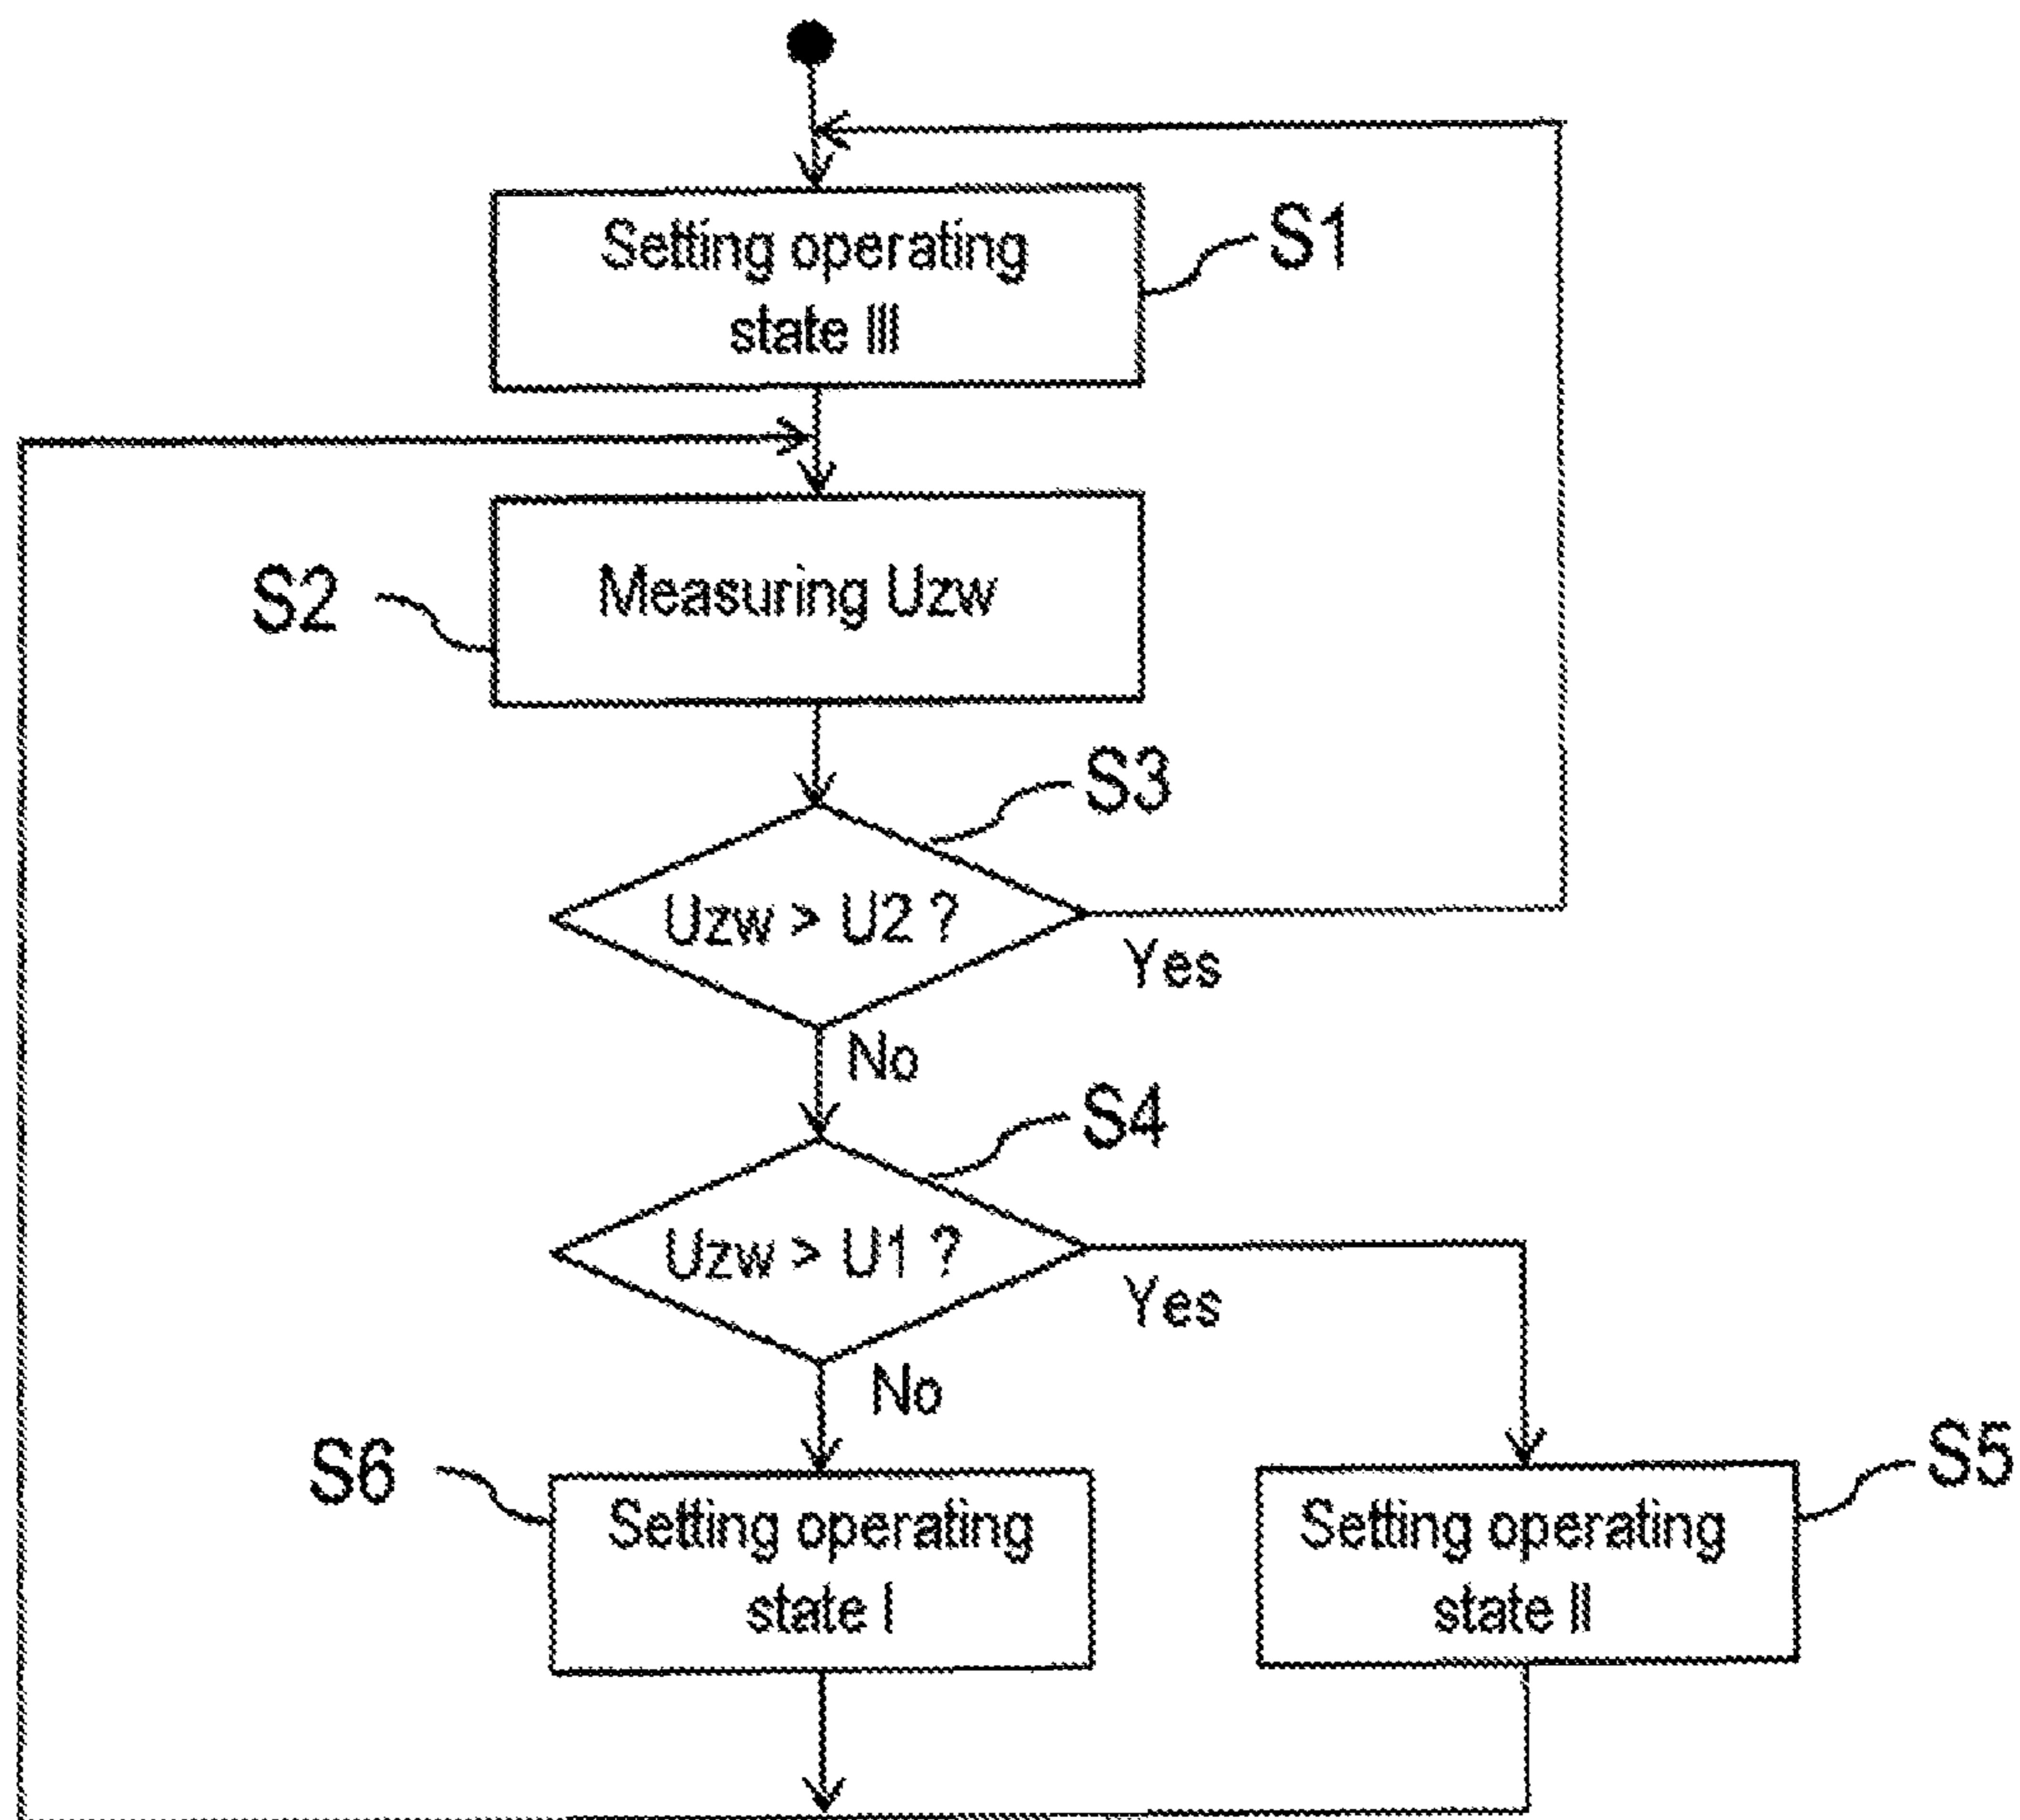 Setting operating
state III
S1
S2
Measuring Uzw
S3
Uzw > U2 ?
Yes
No
S4
Uzw > U1 ?
Yes
No
S6
Setting operating
state I
Setting operating
state II
S5